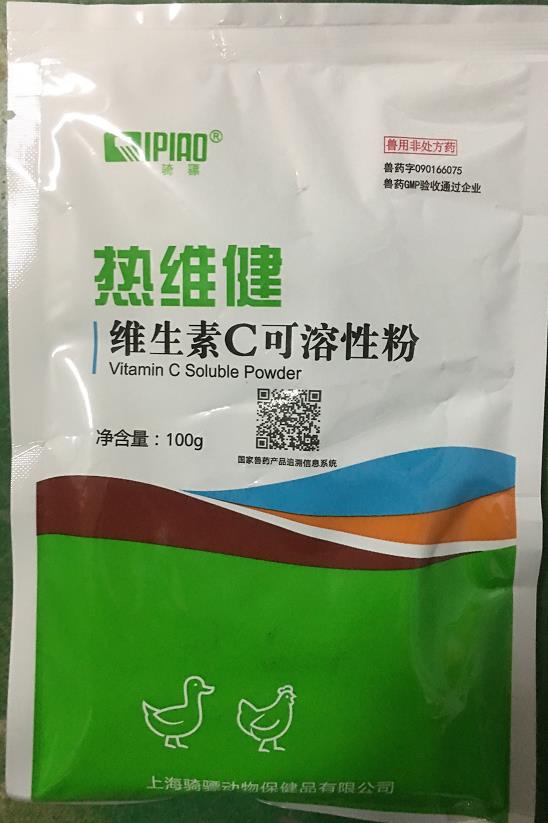 QIPIAO®
骑骠
兽用非处方药
兽药字090166075
兽药GMP验收通过企业
热维健
维生素C可溶性粉
Vitamin C Soluble Powder
净含量：100g
国家兽药产品追溯信息系统
上海骑骠动物保健品有限公司